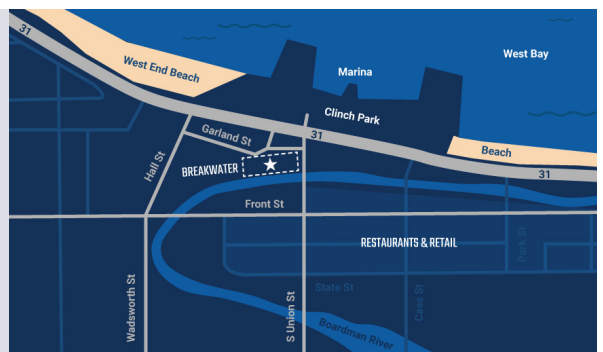 31
West End Beach
West Bay
Marina
Clinch Park
Garland St
31
Hall St
BREAKWATER
Beach
31
Front St
RESTAURANTS & RETAIL
Park St
Wadsworth St
S Union St
State St
Cass St
Boardman River